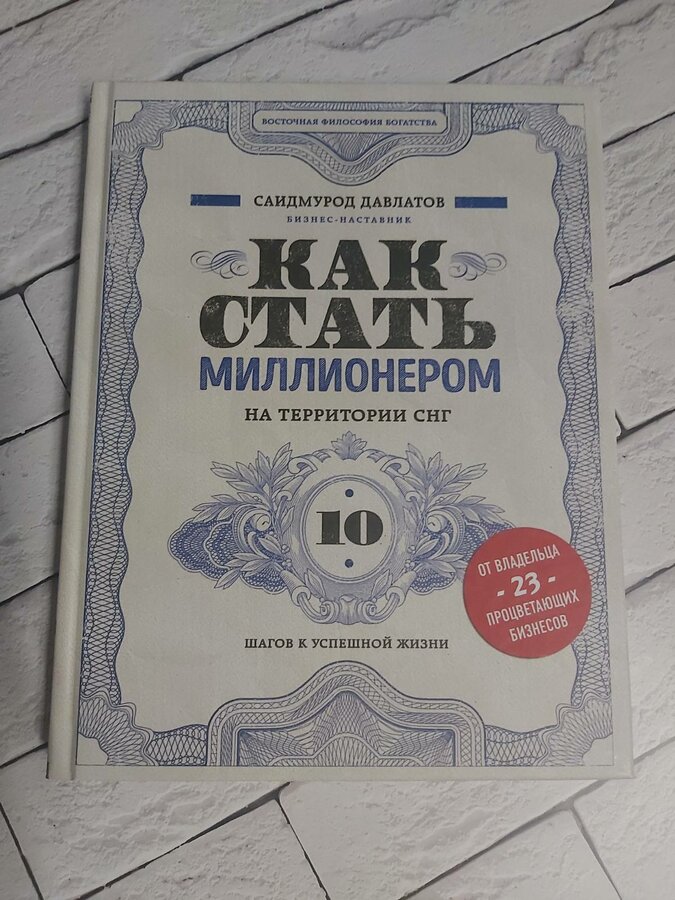 ВОСТОЧНАЯ ФИЛОСОФИЯ БОГАТСТВА
САИДМУРОД ДАВЛАТОВ
БИЗНЕС-НАСТАВНИК
КАК
СТАТЬ
МИЛЛИОНЕРОМ
НА ТЕРРИТОРИИ СНГ
10
ШАГОВ К УСПЕШНОЙ ЖИЗНИ
ОТ ВЛАДЕЛЬЦА
- 23 -
ПРОЦВЕТАЮЩИХ
БИЗНЕСОВ